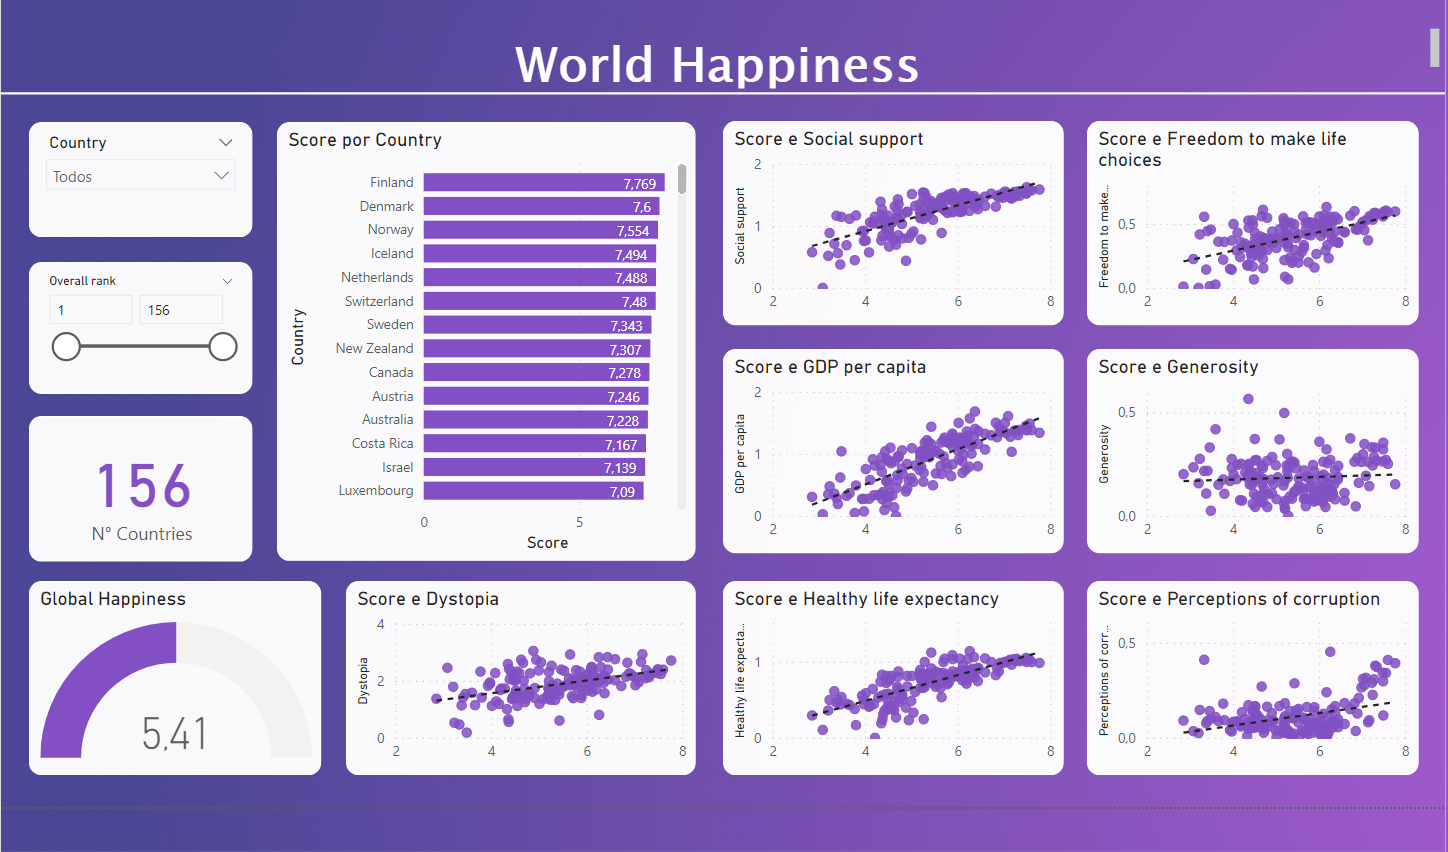 World Happiness
Country
Todos
Overall rank
1
156
156
N° Countries
Score por Country
Country
Finland 7,769
Denmark 7,6
Norway 7,554
Iceland 7,494
Netherlands 7,488
Switzerland 7,48
Sweden 7,343
New Zealand 7,307
Canada 7,278
Austria 7,246
Australia 7,228
Costa Rica 7,167
Israel 7,139
Luxembourg 7,09
0 5
Score
Score e Social support
Social support
2
1
0
2 4 6 8
Score e Freedom to make life
choices
Freedom to make...
0,5
0,0
2 4 6 8
Score e GDP per capita
GDP per capita
2
1
0
2 4 6 8
Score e Generosity
Generosity
0,5
0,0
2 4 6 8
Global Happiness
5,41
Score e Dystopia
Dystopia
4
2
0
2 4 6 8
Score e Healthy life expectancy
Healthy life expecta...
1
0
2 4 6 8
Score e Perceptions of corruption
Perceptions of corr...
0,5
0,0
2 4 6 8